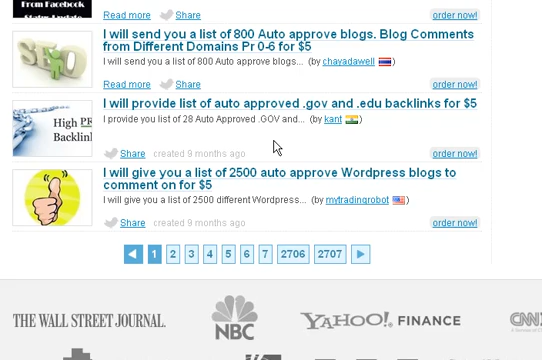 From Facebook
Status Update
Read more Share order now!
I will send you a list of 800 Auto approve blogs. Blog Comments
from Different Domains Pr 0-6 for $5
I will send you a list of 800 Auto approve blogs... (by chavadawell )
SEO
Read more Share order now!
I will provide list of auto approved .gov and .edu backlinks for $5
I provide you list of 28 Auto Approved .GOV and... (by kant )
High PR
Backlink
Share created 9 months ago order now!
I will give you a list of 2500 auto approve Wordpress blogs to
comment on for $5
I will give you a list of 2500 different Wordpress... (by mytradingrobot )
Share created 9 months ago order now!
1 2 3 4 5 6 7 2706 2707
THE WALL STREET JOURNAL.
NBC
YAHOO! FINANCE
CNN